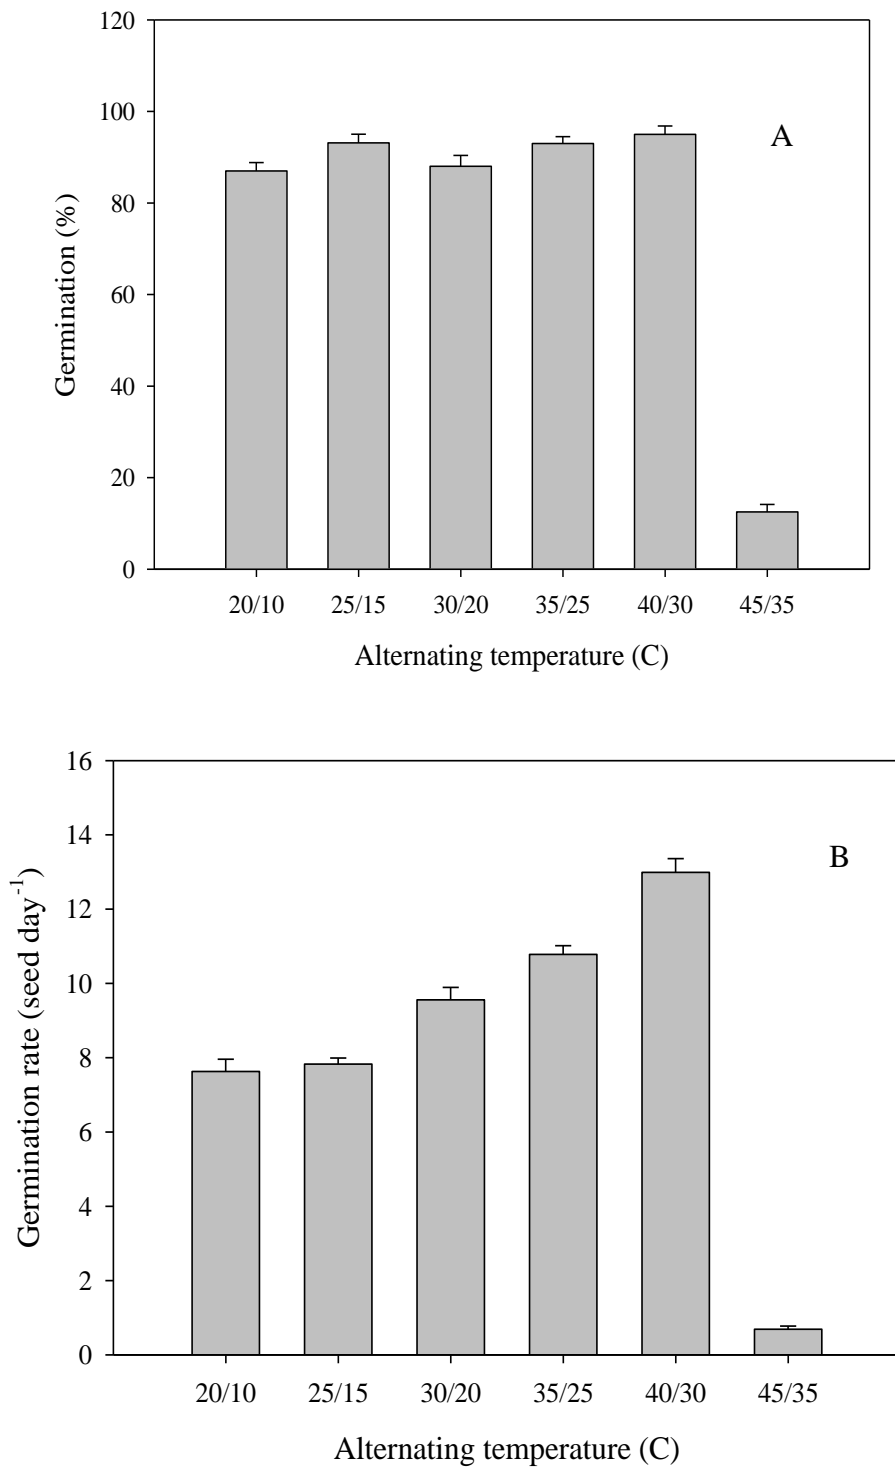 120
100
80
60
40
20
0
Germination (%)
A
20/10 25/15 30/20 35/25 40/30 45/35
Alternating temperature (C)
16
14
12
10
8
6
4
2
0
Germination rate (seed day-1)
B
20/10 25/15 30/20 35/25 40/30 45/35
Alternating temperature (C)